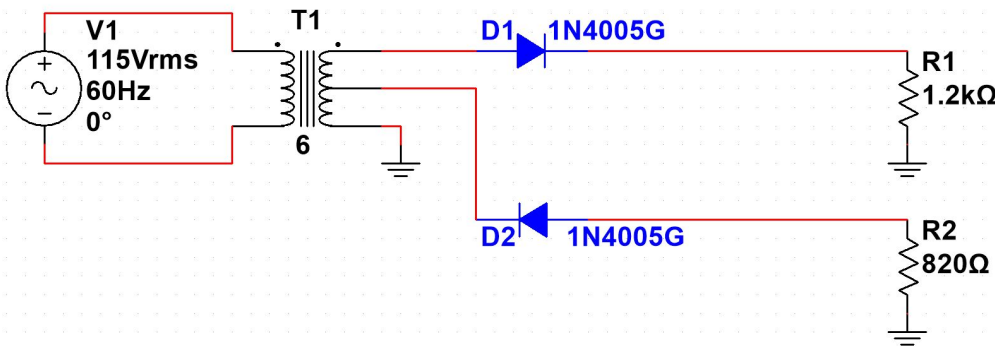 V1
115Vrms
60Hz
0°
T1
6
D1
1N4005G
R1
1.2kΩ
D2
1N4005G
R2
820Ω